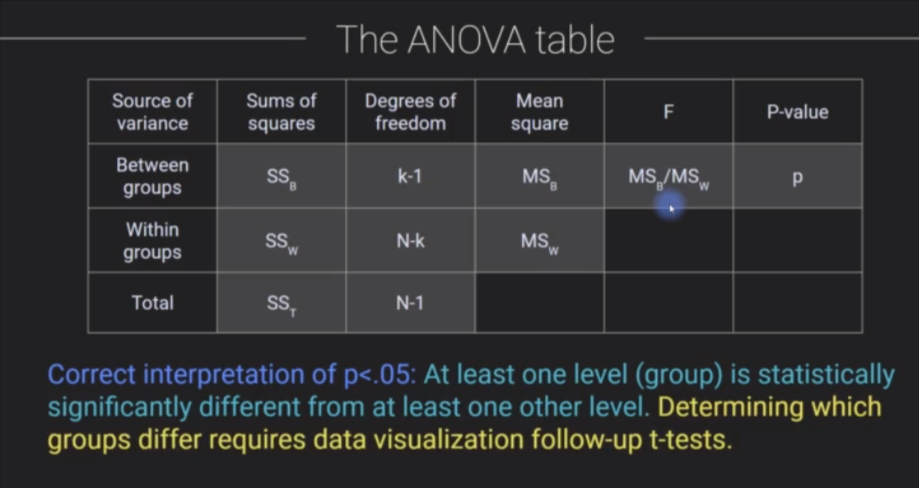 The ANOVA table
Source of variance Sums of squares Degrees of freedom Mean square F P-value
Between groups SS_B k-1 MS_B MS_B/MS_W p
Within groups SS_W N-k MS_W
Total SS_T N-1
Correct interpretation of p<.05: At least one level (group) is statistically
significantly different from at least one other level. Determining which
groups differ requires data visualization follow-up t-tests.